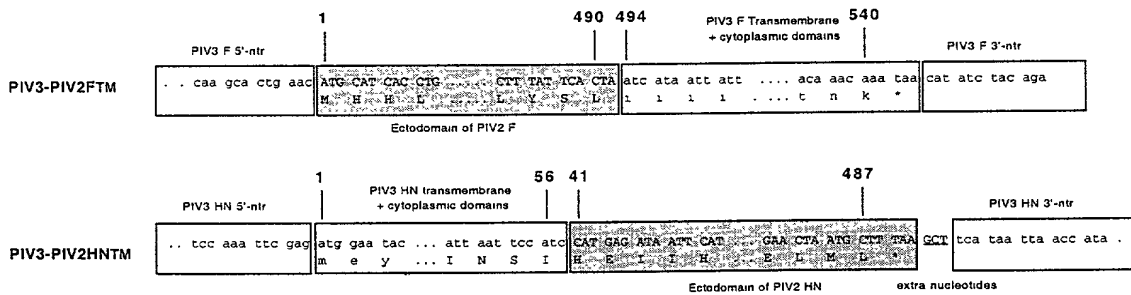 1 490 494 PIV3 F Transmembrane 540
+ cytoplasmic domains
PIV3 F 5'-ntr PIV3 F 3'-ntr
PIV3-PIV2FTM . . caa gca ctg aac ATG CAT CAC CTG . . . . . CTT TAT TCA CTA atc ata att att ..... aca aac aaa taa cat atc tac aga
M H H L ...... L Y S L i i i i ..... t n k *
Ectodomain of PIV2 F
1 PIV3 HN transmembrane 56 41 487
+ cytoplasmic domains
PIV3 HN 5'-ntr PIV3 HN 3'-ntr
PIV3-PIV2HNTM .. tcc aaa ttc gag atg gaa tac ... att aat tcc atc CAT GAG ATA ATT CAT ... GAA CTA ATG CTT TAA GCT tca taa tta acc ata .
m e y ... I N S I H E I I H ... E L M L *
Ectodomain of PIV2 HN extra nucleotides